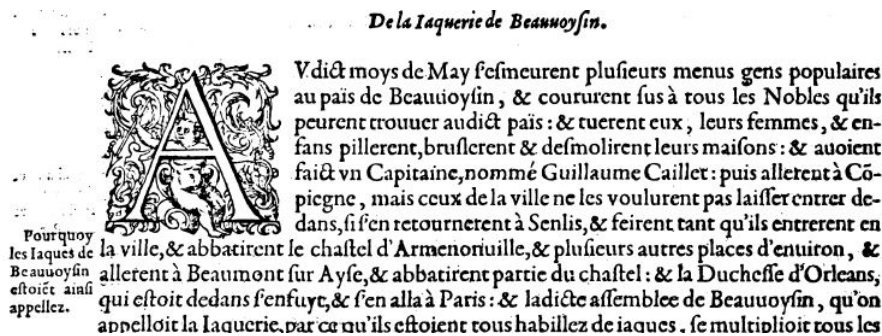 De la Iaquerie de Beauuoyſin.
AVdict moys de May ſ'eſmeurent pluſieurs menus gens populaires
au païs de Beauuoyſin, & coururent ſus à tous les Nobles qu'ils
peurent trouuer audict païs: & tuerent eux, leurs femmes, & en-
fans pillerent, bruſlerent & deſmolirent leurs maiſons: & auoient
faict vn Capitaine, nommé Guillaume Caillet: puis allerent à Cõ-
piegne, mais ceux de la ville ne les voulurent pas laiſſer entrer de-
dans, ſi ſ'en retournerent à Senlis, & feirent tant qu'ils entrerent en
la ville, & abbatirent le chaſtel d'Armenonuille, & pluſieurs autres places d'enuiron, &
allerent à Beaumont ſur Ayſe, & abbatirent partie du chaſtel: & la Ducheſſe d'Orleans,
qui eſtoit dedans ſ'enfuyt, & ſ'en alla à Paris: & ladicte aſſemblee de Beauuoyſin, qu'on
appelloit la Iaquerie, par ce qu'ils eſtoient tous habillez de iaques, ſe multiplioit tous les
Pourquoy
les Iaques de
Beauuoyſin
eſtoiẽt ainſi
appellez.